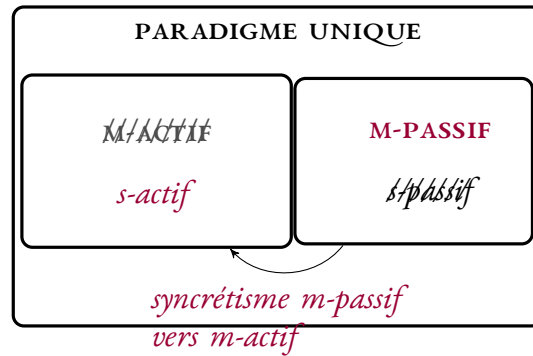 PARADIGME UNIQUE
M-ACTIF
s-actif
M-PASSIF
s-passif
syncrétisme m-passif
vers m-actif